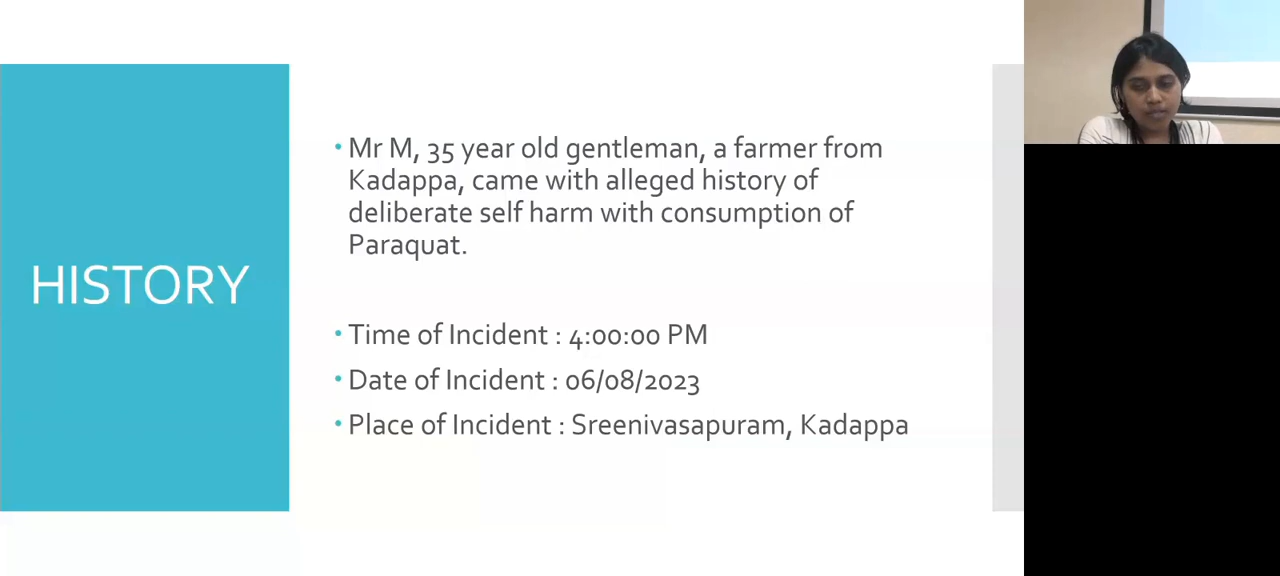 HISTORY
• Mr M, 35 year old gentleman, a farmer from
Kadappa, came with alleged history of
deliberate self harm with consumption of
Paraquat.
• Time of Incident : 4:00:00 PM
• Date of Incident : 06/08/2023
• Place of Incident : Sreenivasapuram, Kadappa